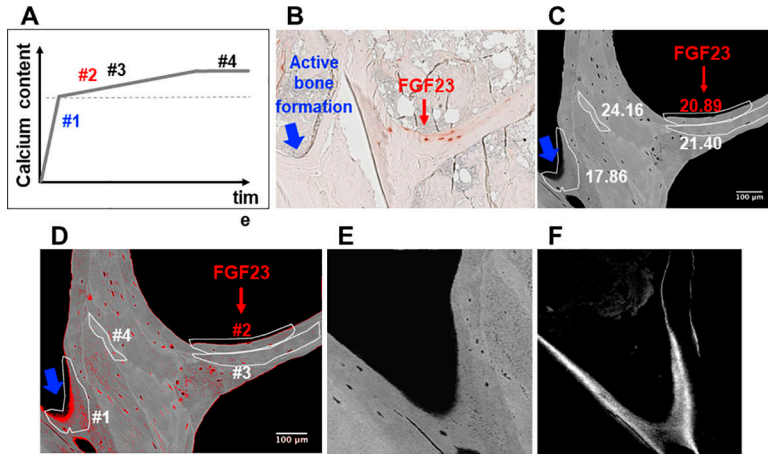 A
Calcium content
#1
#2
#3
#4
tim
e
B
Active
bone
formation
FGF23
C
FGF23
20.89
24.16
21.40
17.86
100 µm
D
FGF23
#2
#4
#3
#1
100 µm
E
F